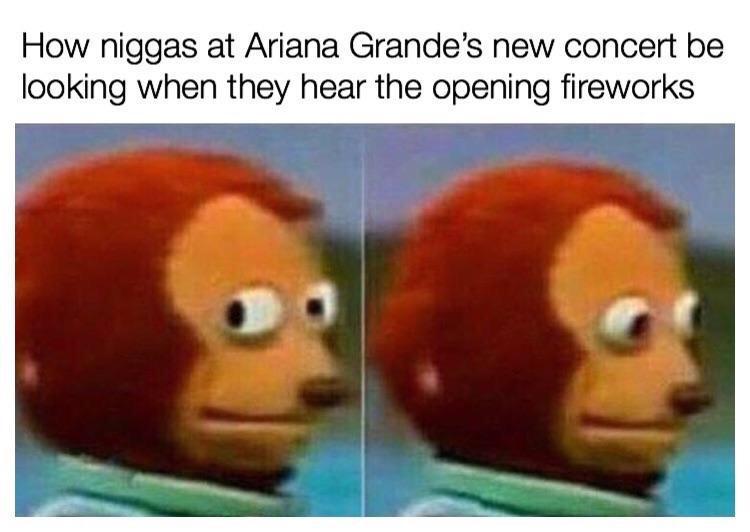 How niggas at Ariana Grande’s new concert be
looking when they hear the opening fireworks